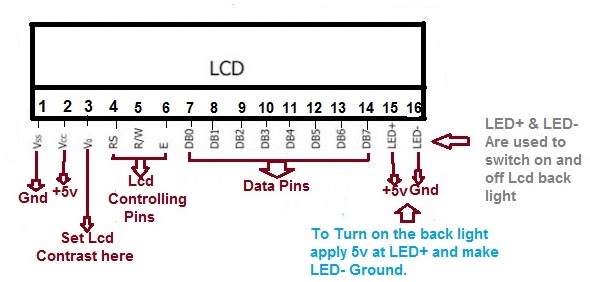 LCD
1 2 3 4 5 6 7 8 9 10 11 12 13 14 15 16
Vss Vcc V₀ RS R/W E DB0 DB1 DB2 DB3 DB4 DB5 DB6 DB7 LED+ LED-
Gnd
+5v
Set Lcd
Contrast here
Lcd
Controlling
Pins
Data Pins
+5v
Gnd
LED+ & LED-
Are used to
switch on and
off Lcd back
light
To Turn on the back light
apply 5v at LED+ and make
LED- Ground.